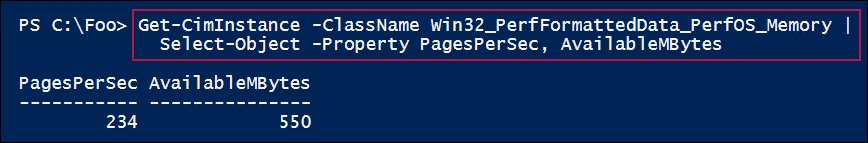 PS C:\Foo> Get-CimInstance -ClassName Win32_PerfFormattedData_PerfOS_Memory |
Select-Object -Property PagesPerSec, AvailableMBytes
PagesPerSec AvailableMBytes
----------- ---------------
234 550